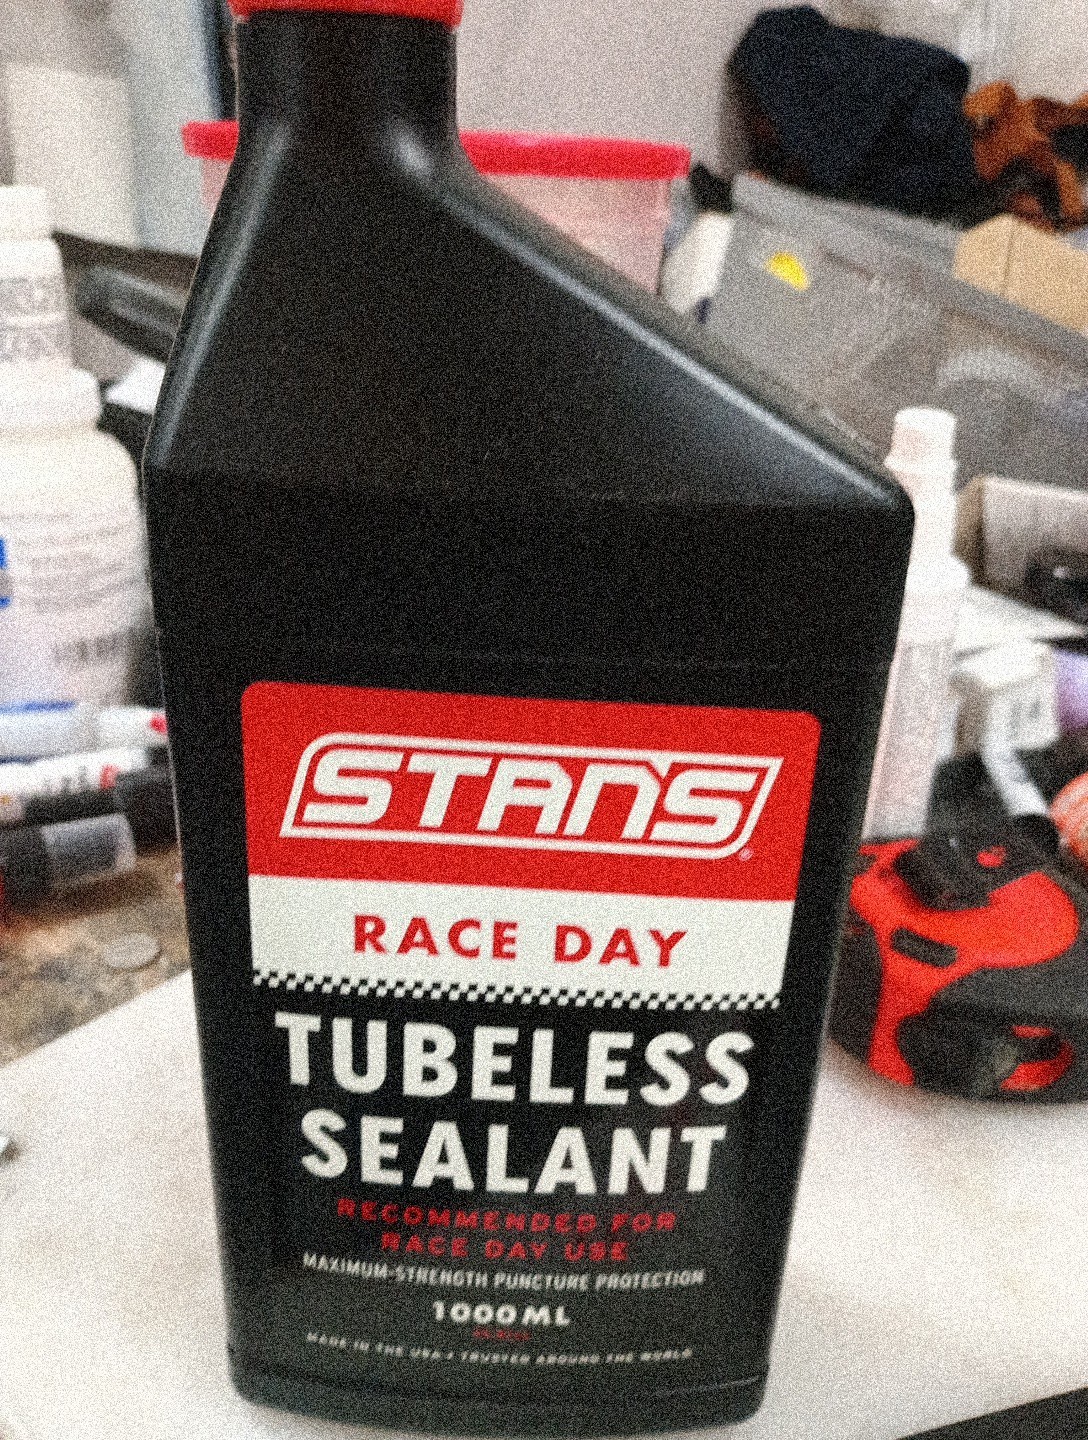 STAN'S
RACE DAY
TUBELESS
SEALANT
RECOMMENDED FOR
RACE DAY USE
MAXIMUM-STRENGTH PUNCTURE PROTECTION
1000ML
MADE IN THE USA • TRUSTED AROUND THE WORLD